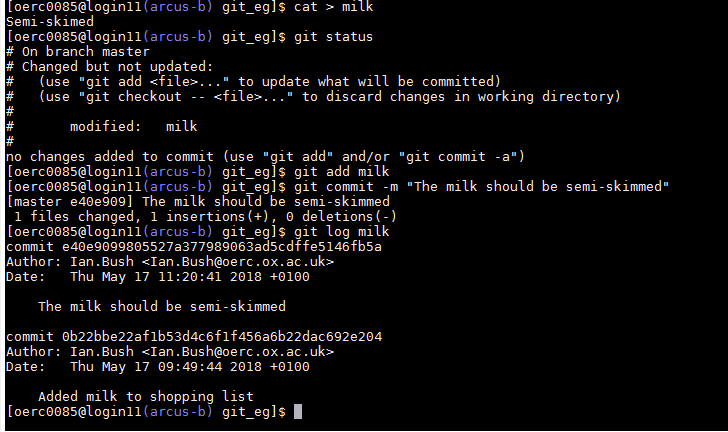 [oerc0085@login11(arcus-b) git_eg]$ cat > milk
Semi-skimed
[oerc0085@login11(arcus-b) git_eg]$ git status
# On branch master
# Changed but not updated:
#   (use "git add <file>..." to update what will be committed)
#   (use "git checkout -- <file>..." to discard changes in working directory)
#
#       modified:   milk
#
no changes added to commit (use "git add" and/or "git commit -a")
[oerc0085@login11(arcus-b) git_eg]$ git add milk
[oerc0085@login11(arcus-b) git_eg]$ git commit -m "The milk should be semi-skimmed"
[master e40e909] The milk should be semi-skimmed
 1 files changed, 1 insertions(+), 0 deletions(-)
[oerc0085@login11(arcus-b) git_eg]$ git log milk
commit e40e9099805527a377989063ad5cdffe5146fb5a
Author: Ian.Bush <Ian.Bush@oerc.ox.ac.uk>
Date:   Thu May 17 11:20:41 2018 +0100

    The milk should be semi-skimmed

commit 0b22bbe22af1b53d4c6f1f456a6b22dac692e204
Author: Ian.Bush <Ian.Bush@oerc.ox.ac.uk>
Date:   Thu May 17 09:49:44 2018 +0100

    Added milk to shopping list
[oerc0085@login11(arcus-b) git_eg]$